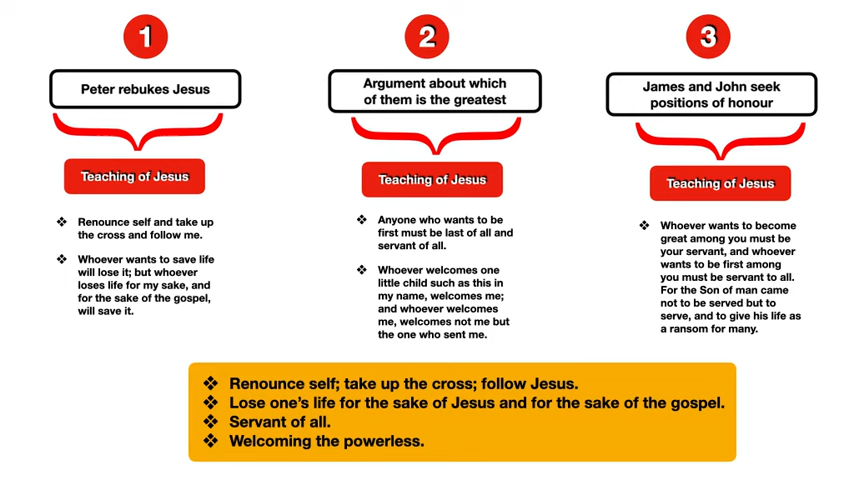 1
Peter rebukes Jesus
Teaching of Jesus
❖ Renounce self and take up
the cross and follow me.
❖ Whoever wants to save life
will lose it; but whoever
loses life for my sake, and
for the sake of the gospel,
will save it.
2
Argument about which
of them is the greatest
Teaching of Jesus
❖ Anyone who wants to be
first must be last of all and
servant of all.
❖ Whoever welcomes one
little child such as this in
my name, welcomes me;
and whoever welcomes
me, welcomes not me but
the one who sent me.
3
James and John seek
positions of honour
Teaching of Jesus
❖ Whoever wants to become
great among you must be
your servant, and whoever
wants to be first among
you must be servant to all.
For the Son of man came
not to be served but to
serve, and to give his life as
a ransom for many.
❖ Renounce self; take up the cross; follow Jesus.
❖ Lose one's life for the sake of Jesus and for the sake of the gospel.
❖ Servant of all.
❖ Welcoming the powerless.